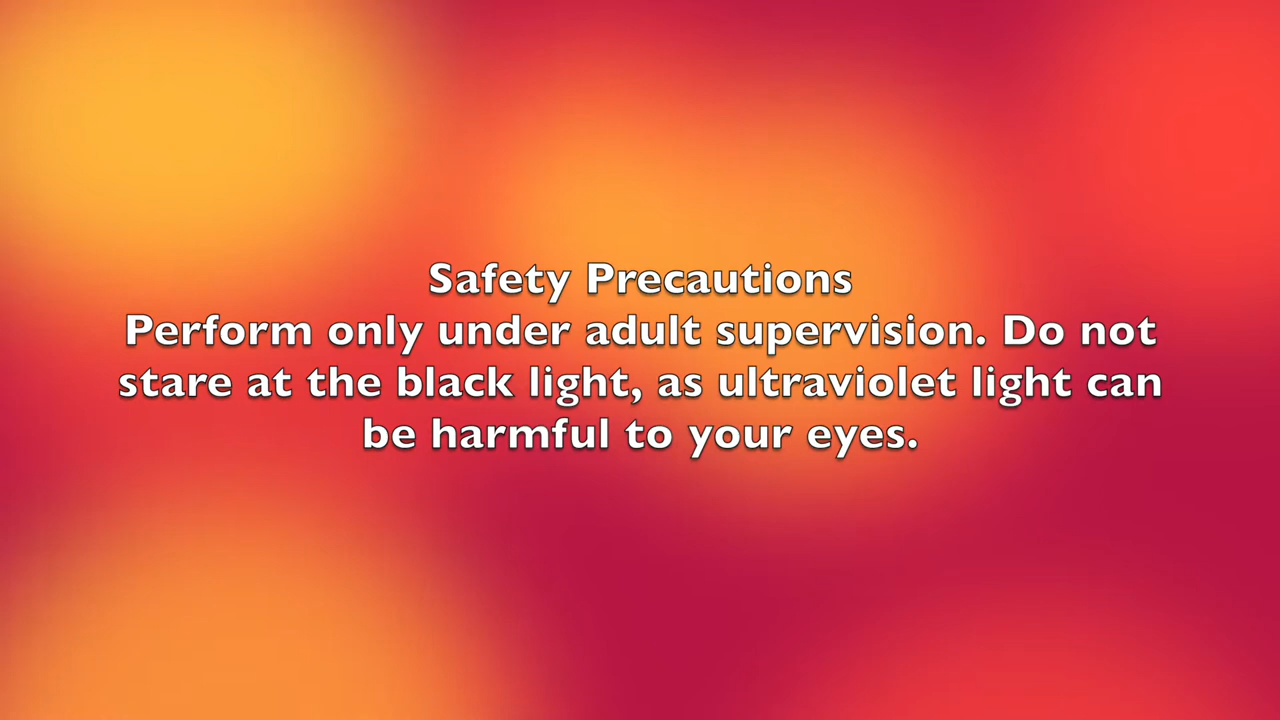 Safety Precautions
Perform only under adult supervision. Do not
stare at the black light, as ultraviolet light can
be harmful to your eyes.